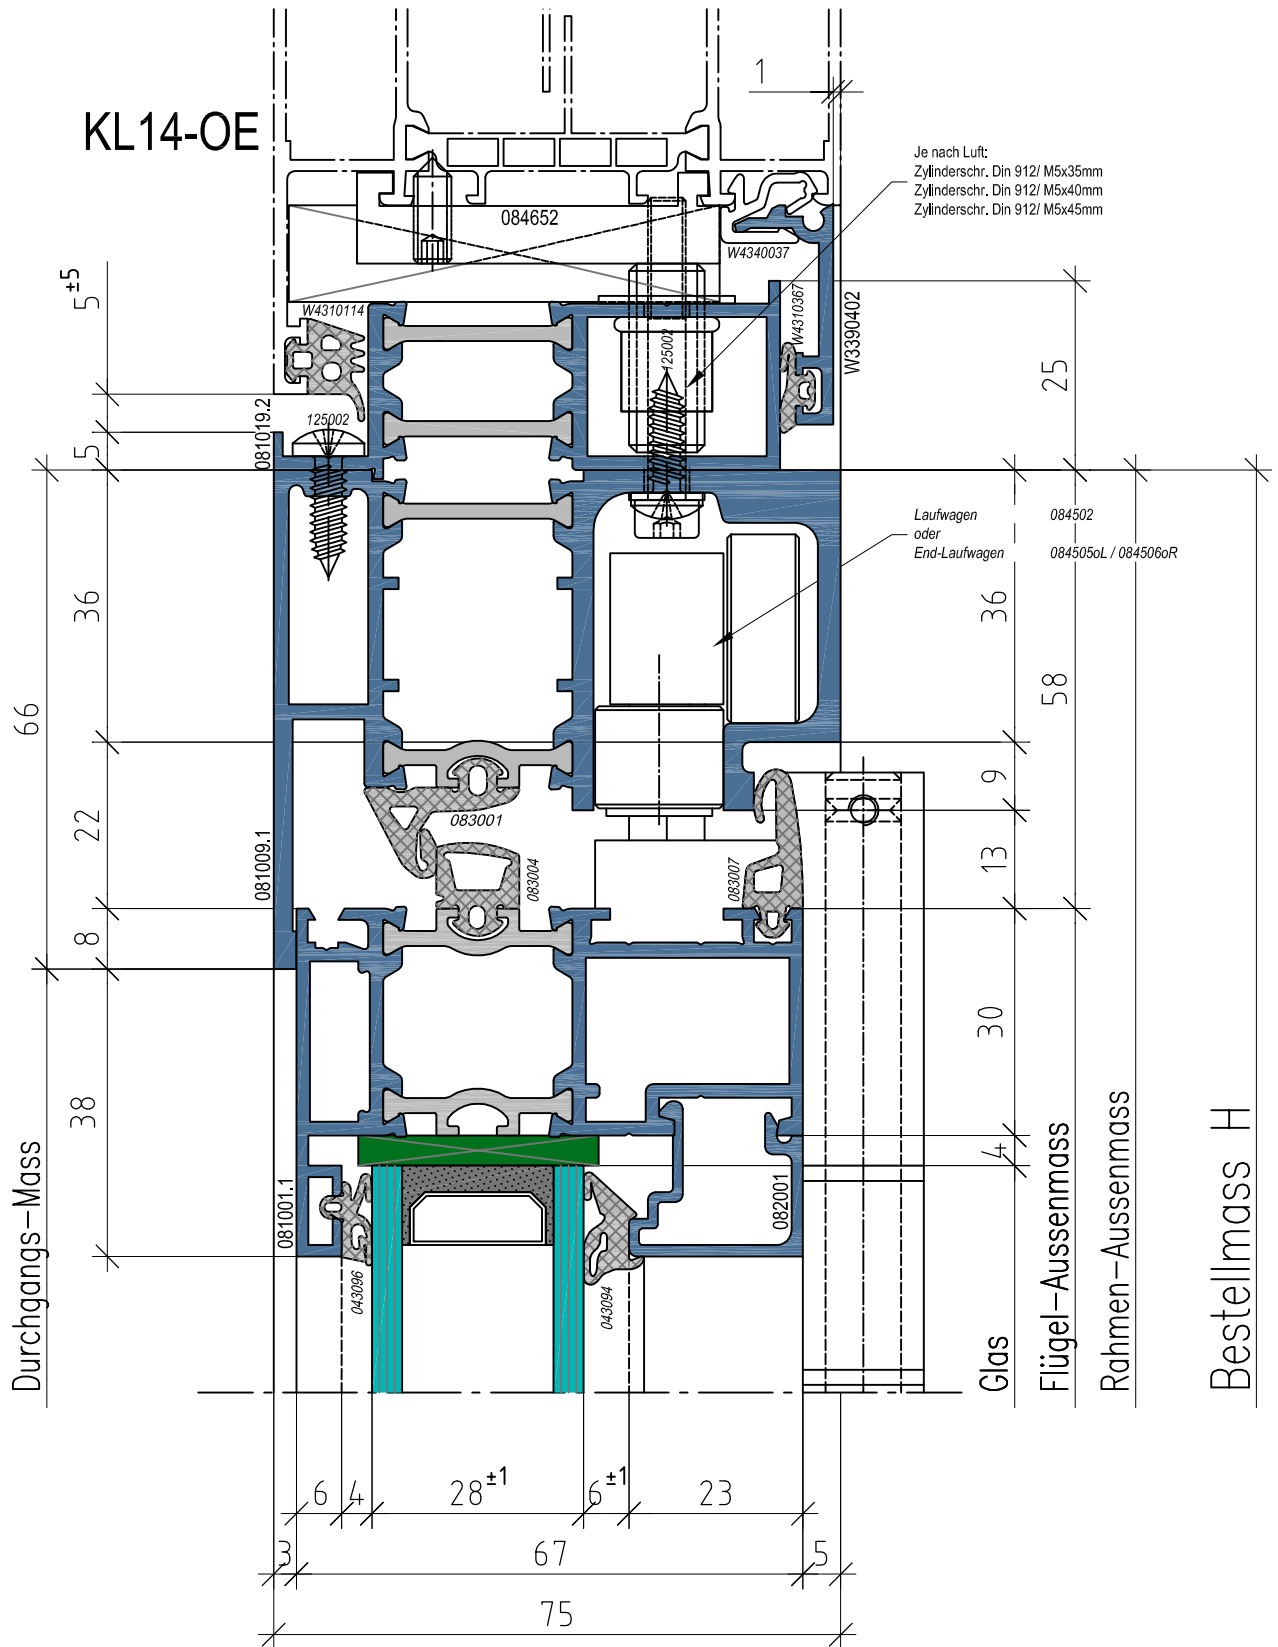 1
KL14-OE
Je nach Luft:
Zylinderschr. Din 912/ M5x35mm
Zylinderschr. Din 912/ M5x40mm
Zylinderschr. Din 912/ M5x45mm
084652
W4340037
5±5
W4310114
W4310367
W3390402
125002
25
081019.2
125002
5
Laufwagen 084502
oder
End-Laufwagen 084505oL / 084506oR
36
36
58
66
9
22
083001
13
081009.1
083004
083007
8
30
38
4
Durchgangs-Mass
081001.1
082001
043096
043094
Glas
Flügel-Aussenmass
Rahmen-Aussenmass
Bestellmass H
6
4
28±1
6±1
23
3
67
5
75